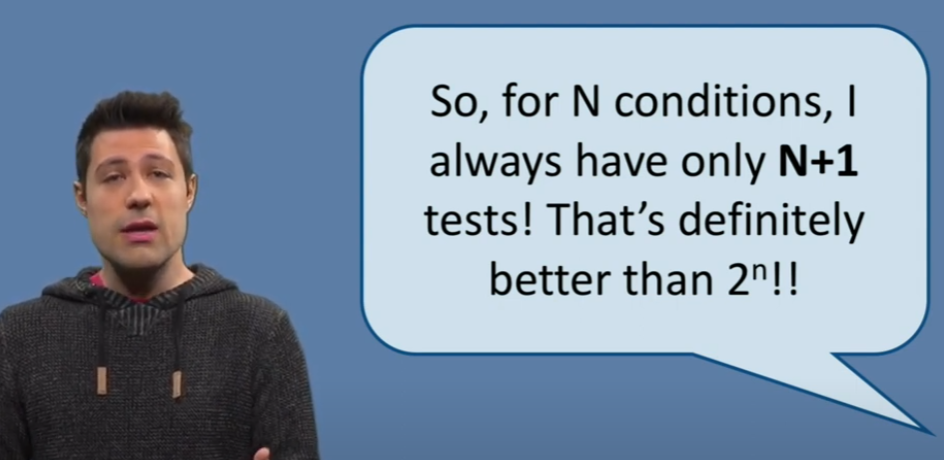 So, for N conditions, I
always have only N+1
tests! That's definitely
better than 2ⁿ!!